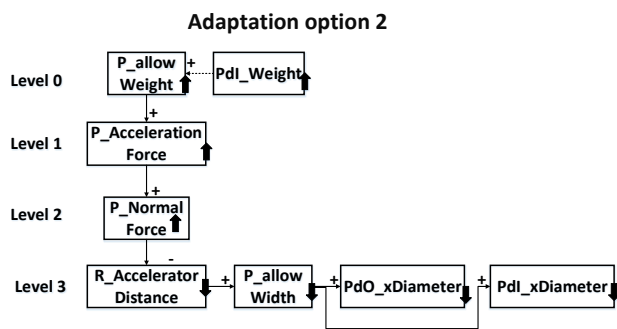 Adaptation option 2
Level 0
P_allow
Weight
+
PdI_Weight
+
Level 1
P_Acceleration
Force
+
Level 2
P_Normal
Force
-
Level 3
R_Accelerator
Distance
+
P_allow
Width
+
PdO_xDiameter
+
PdI_xDiameter